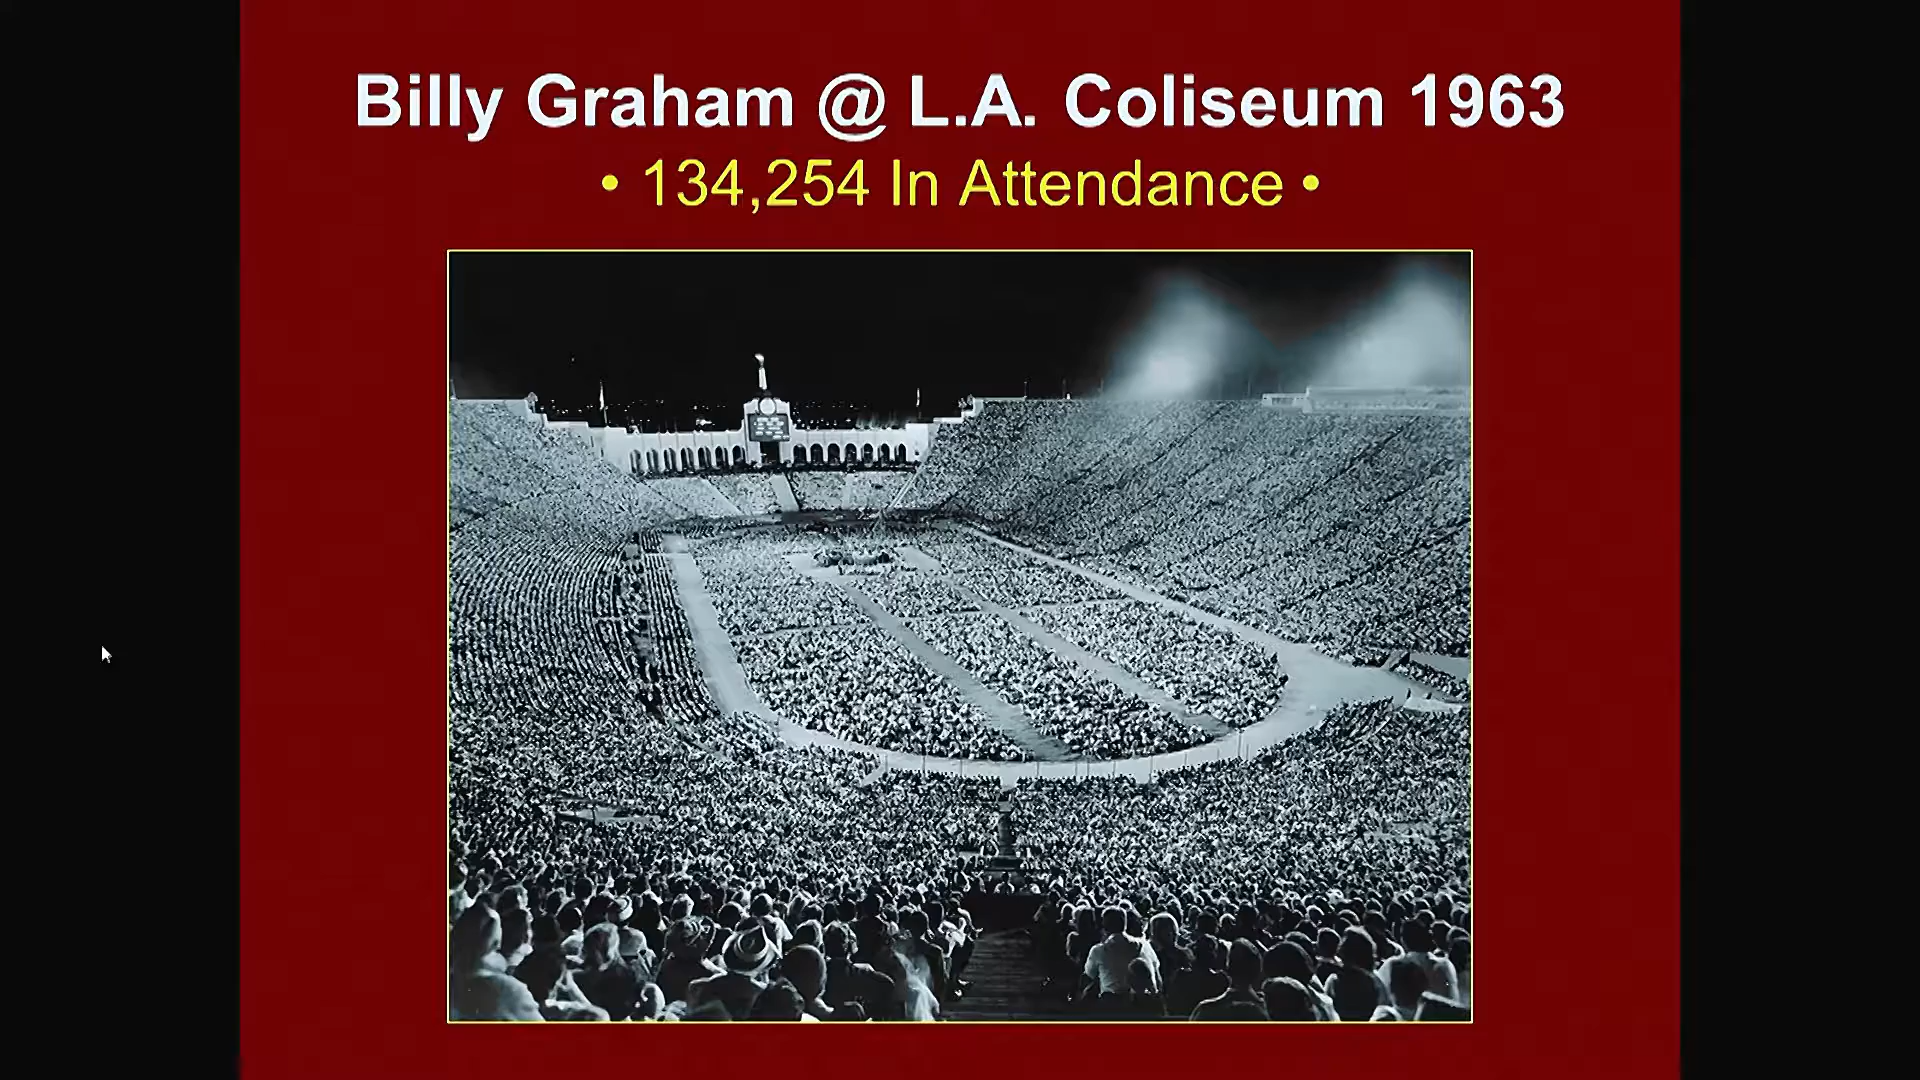 Billy Graham @ L.A. Coliseum 1963
• 134,254 In Attendance •